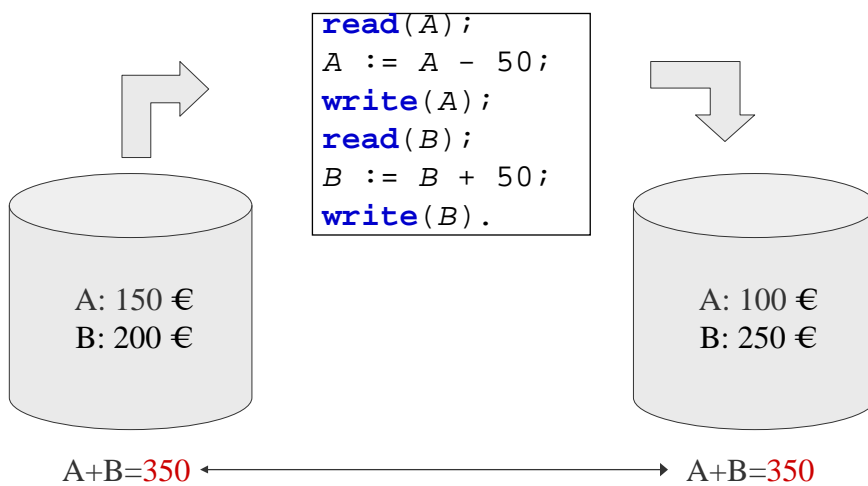 read(A);
A := A - 50;
write(A);
read(B);
B := B + 50;
write(B).
A: 150 €
B: 200 €
A: 100 €
B: 250 €
A+B=350
A+B=350